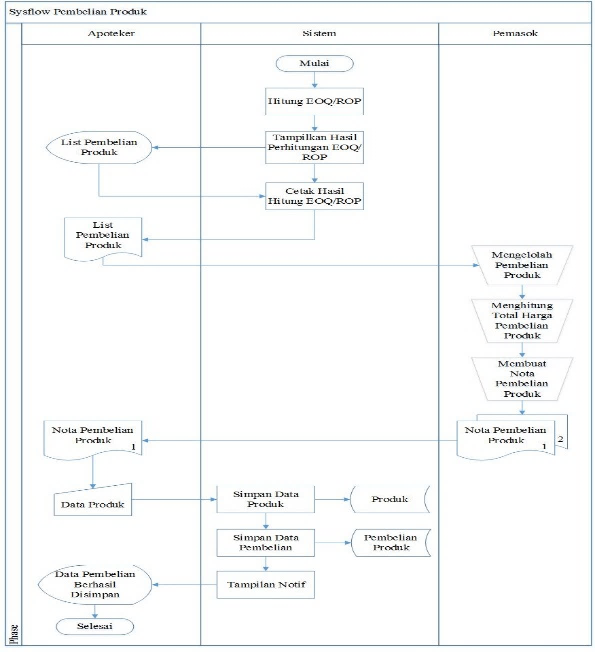 Sysflow Pembelian Produk
Apoteker
Sistem
Pemasok
Mulai
Hitung EOQ/ROP
List Pembelian
Produk
Tampilkan Hasil
Perhitungan EOQ/
ROP
Cetak Hasil
Hitung EOQ/ROP
List
Pembelian
Produk
Mengelolah
Pembelian
Produk
Menghitung
Total Harga
Pembelian
Produk
Membuat
Nota
Pembelian
Produk
Nota Pembelian
Produk
1
Nota Pembelian
Produk
1
2
Data Produk
Simpan Data
Produk
Produk
Simpan Data
Pembelian
Pembelian
Produk
Data Pembelian
Berhasil
Disimpan
Tampilan Notif
Selesai
Phase